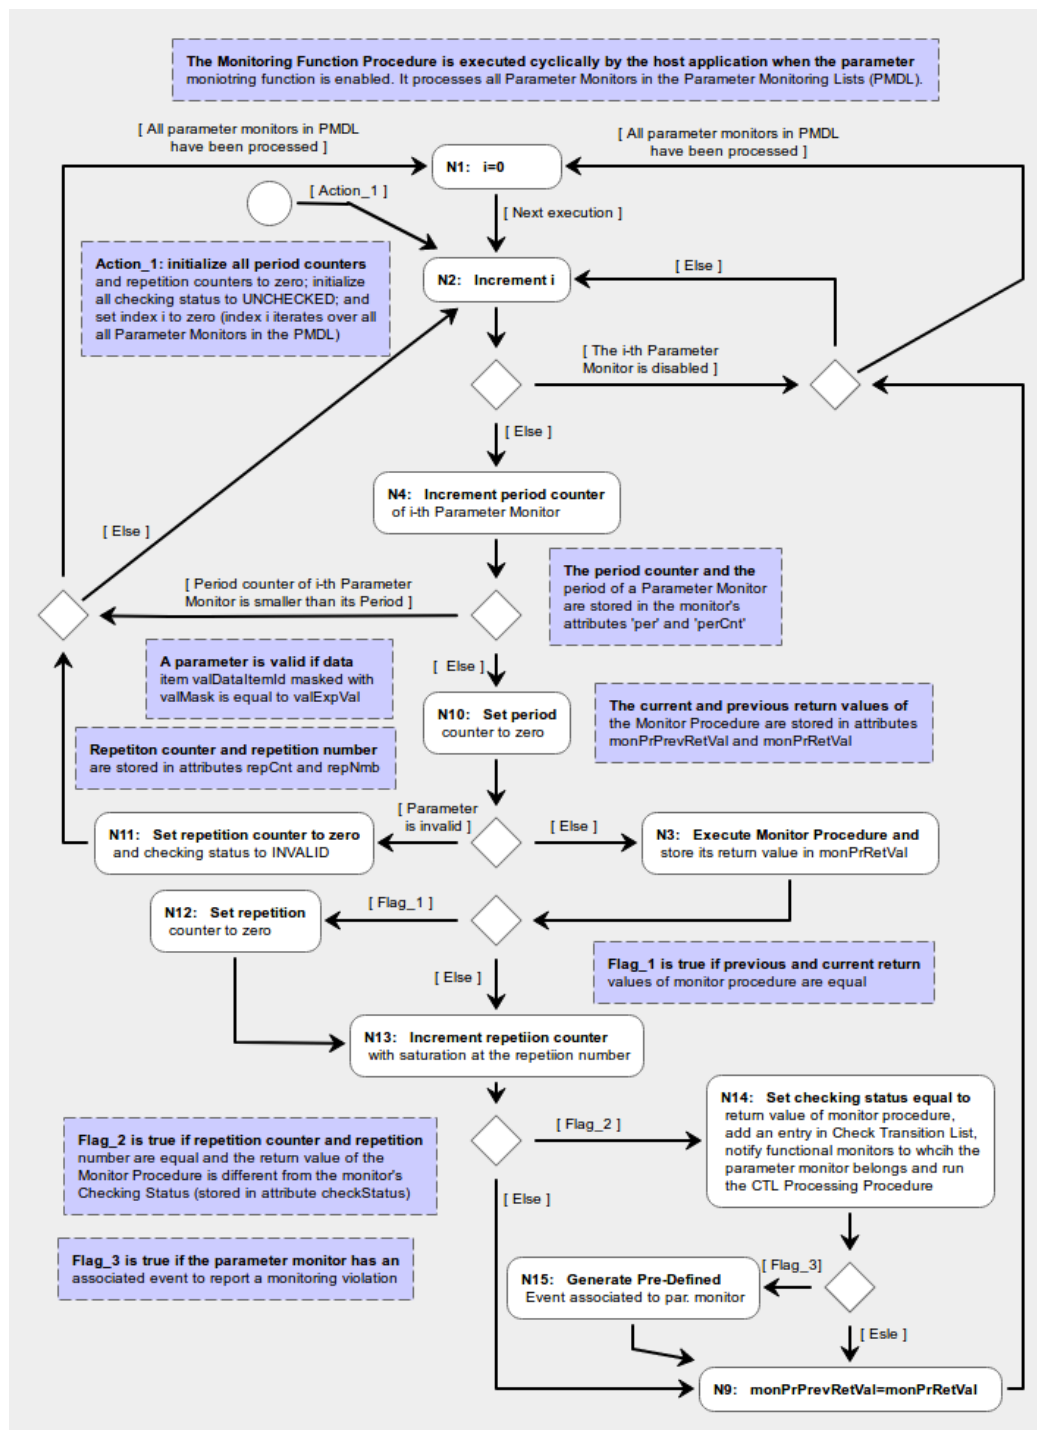 The Monitoring Function Procedure is executed cyclically by the host application when the parameter
moniotring function is enabled. It processes all Parameter Monitors in the Parameter Monitoring Lists (PMDL).
[ All parameter monitors in PMDL
have been processed ]
[ All parameter monitors in PMDL
have been processed ]
N1: i=0
[ Action_1 ]
[ Next execution ]
Action_1: initialize all period counters
and repetition counters to zero; initialize
all checking status to UNCHECKED; and
set index i to zero (index i iterates over all
all Parameter Monitors in the PMDL)
N2: Increment i
[ Else ]
[ The i-th Parameter
Monitor is disabled ]
[ Else ]
N4: Increment period counter
of i-th Parameter Monitor
[ Else ]
[ Period counter of i-th Parameter
Monitor is smaller than its Period ]
The period counter and the
period of a Parameter Monitor
are stored in the monitor's
attributes 'per' and 'perCnt'
A parameter is valid if data
item valDataItemId masked with
valMask is equal to valExpVal
[ Else ]
N10: Set period
counter to zero
The current and previous return values of
the Monitor Procedure are stored in attributes
monPrPrevRetVal and monPrRetVal
Repetiton counter and repetition number
are stored in attributes repCnt and repNmb
[ Parameter
is invalid ]
[ Else ]
N11: Set repetition counter to zero
and checking status to INVALID
N3: Execute Monitor Procedure and
store its return value in monPrRetVal
N12: Set repetition
counter to zero
[ Flag_1 ]
[ Else ]
Flag_1 is true if previous and current return
values of monitor procedure are equal
N13: Increment repetiion counter
with saturation at the repetiion number
Flag_2 is true if repetition counter and repetition
number are equal and the return value of the
Monitor Procedure is different from the monitor's
Checking Status (stored in attribute checkStatus)
[ Flag_2 ]
N14: Set checking status equal to
return value of monitor procedure,
add an entry in Check Transition List,
notify functional monitors to whcih the
parameter monitor belongs and run
the CTL Processing Procedure
[ Else ]
Flag_3 is true if the parameter monitor has an
associated event to report a monitoring violation
[ Flag_3]
N15: Generate Pre-Defined
Event associated to par. monitor
[ Esle ]
N9: monPrPrevRetVal=monPrRetVal